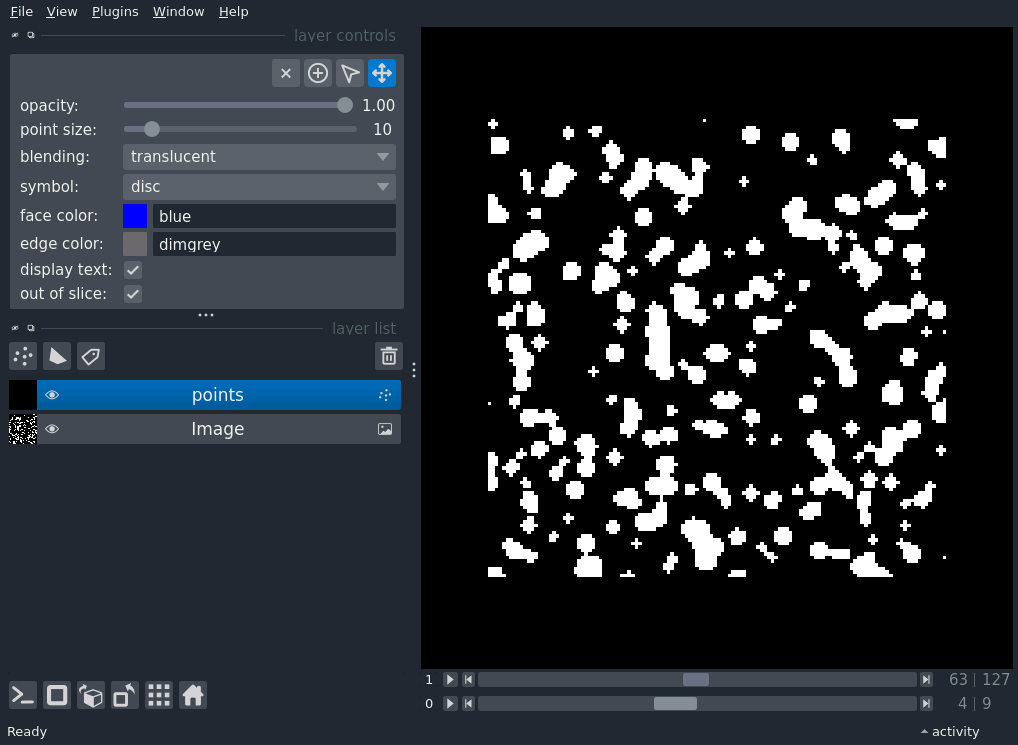 File View Plugins Window Help
layer controls
opacity: 1.00
point size: 10
blending: translucent
symbol: disc
face color: blue
edge color: dimgrey
display text:
out of slice:
layer list
points
Image
1 63 | 127
0 4 | 9
Ready activity